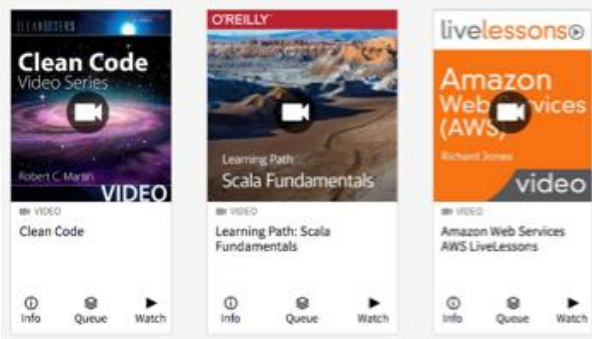 CLEANCODERS
Clean Code
Video Series
Robert C. Martin
VIDEO
VIDEO
Clean Code
Info Queue Watch
O'REILLY
Learning Path
Scala Fundamentals
VIDEO
Learning Path: Scala
Fundamentals
Info Queue Watch
livelessons
Amazon
Web Services
(AWS)
Richard Jones
video
VIDEO
Amazon Web Services
AWS LiveLessons
Info Queue Watch